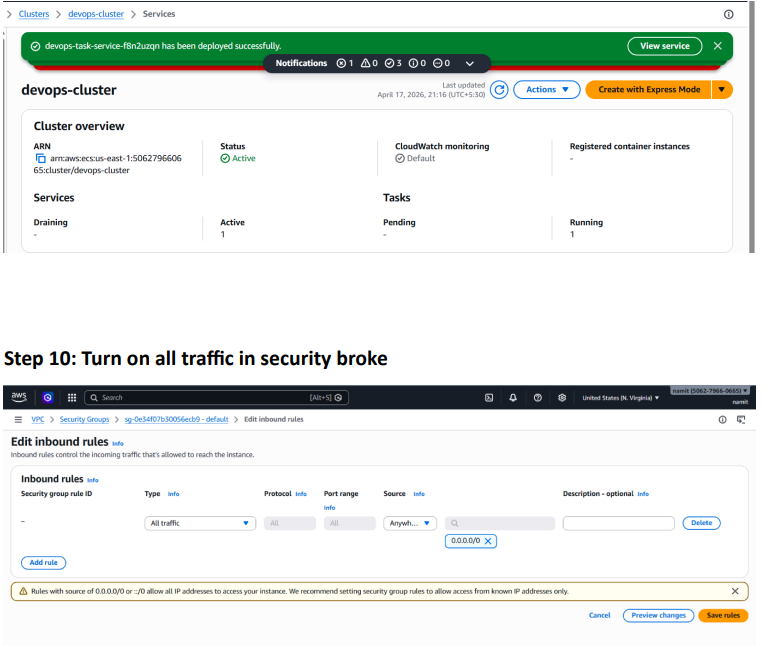 Clusters > devops-cluster > Services
devops-task-service-f8n2uzqn has been deployed successfully.
View service
Notifications 1 0 3 0 0
devops-cluster
Last updated
April 17, 2026, 21:16 (UTC+5:30)
Actions
Create with Express Mode
Cluster overview
ARN
arn:aws:ecs:us-east-1:5062796606
65:cluster/devops-cluster
Status
Active
CloudWatch monitoring
Default
Registered container instances
-
Services
Tasks
Draining
-
Active
1
Pending
-
Running
1
Step 10: Turn on all traffic in security broke
aws
Search
[Alt+S]
United States (N. Virginia)
namit (5062-7966-0665)
namit
VPC > Security Groups > sg-0e34f07b30056ecb9 - default > Edit inbound rules
Edit inbound rules Info
Inbound rules control the incoming traffic that's allowed to reach the instance.
Inbound rules Info
Security group rule ID
Type Info
Protocol Info
Port range
Info
Source Info
Description - optional Info
-
All traffic
All
All
Anywh...
0.0.0.0/0
Delete
Add rule
Rules with source of 0.0.0.0/0 or ::/0 allow all IP addresses to access your instance. We recommend setting security group rules to allow access from known IP addresses only.
Cancel
Preview changes
Save rules